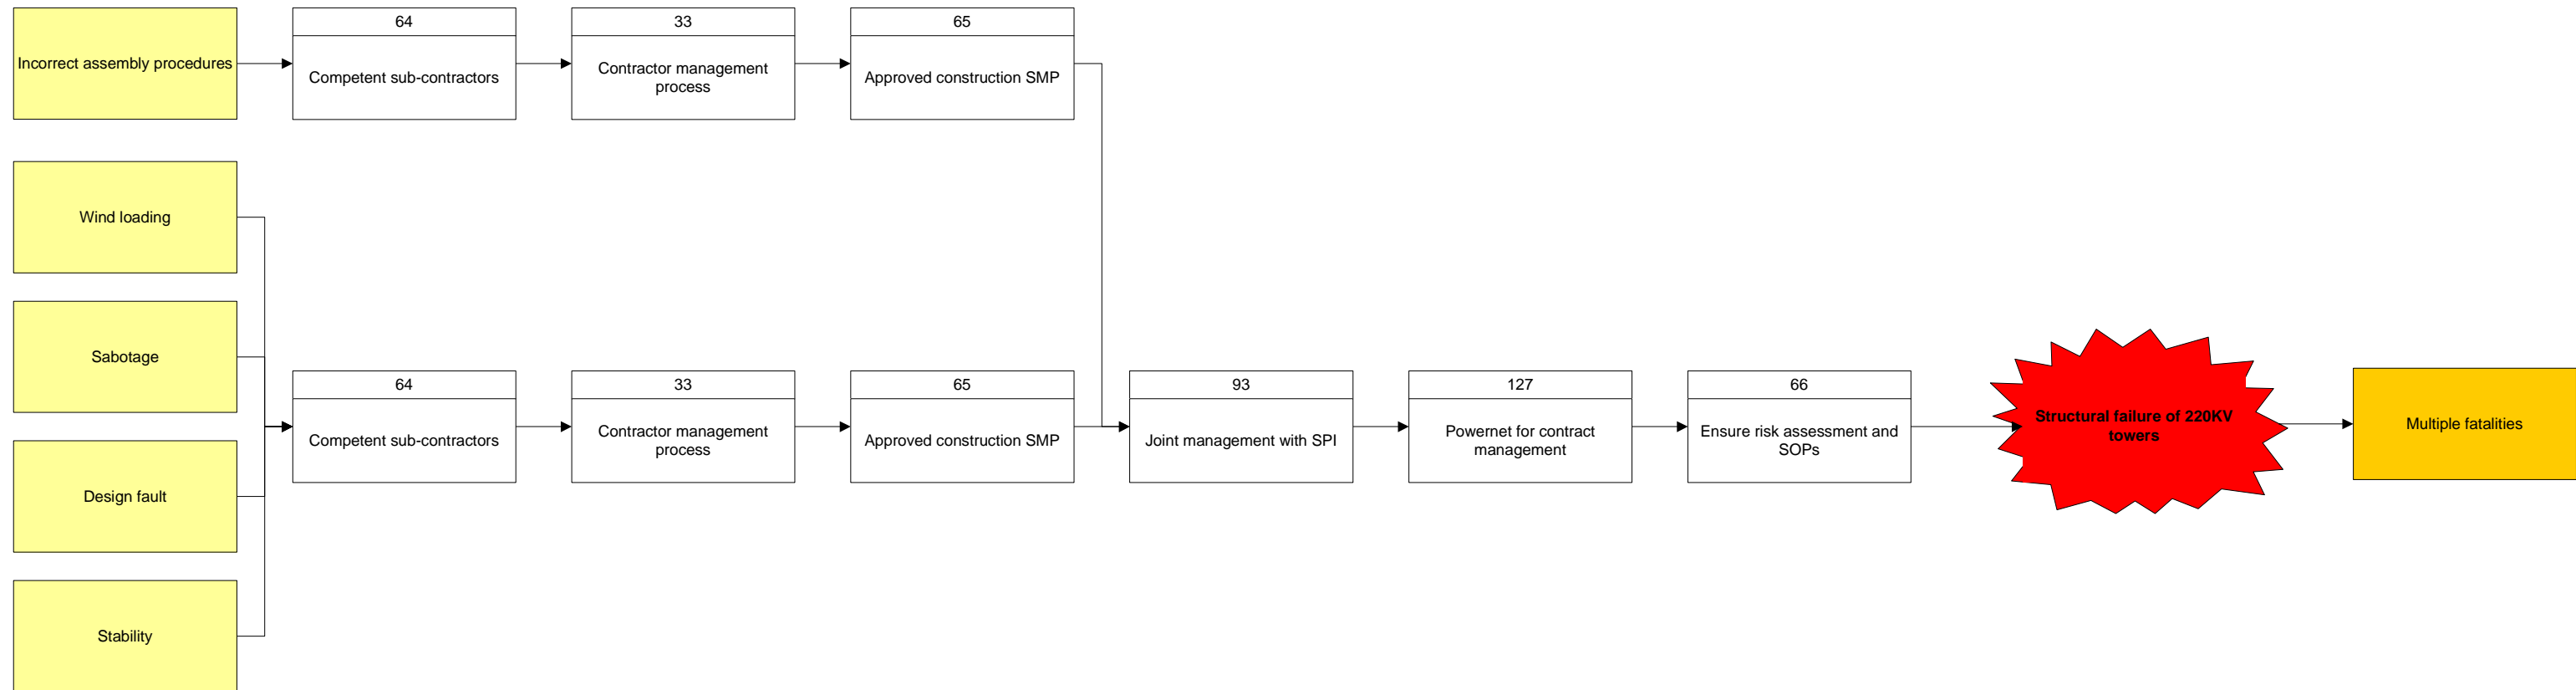 Incorrect assembly procedures
64
Competent sub-contractors
33
Contractor management
process
65
Approved construction SMP
Wind loading
Sabotage
Design fault
Stability
64
Competent sub-contractors
33
Contractor management
process
65
Approved construction SMP
93
Joint management with SPI
127
Powernet for contract
management
66
Ensure risk assessment and
SOPs
Structural failure of 220KV
towers
Multiple fatalities